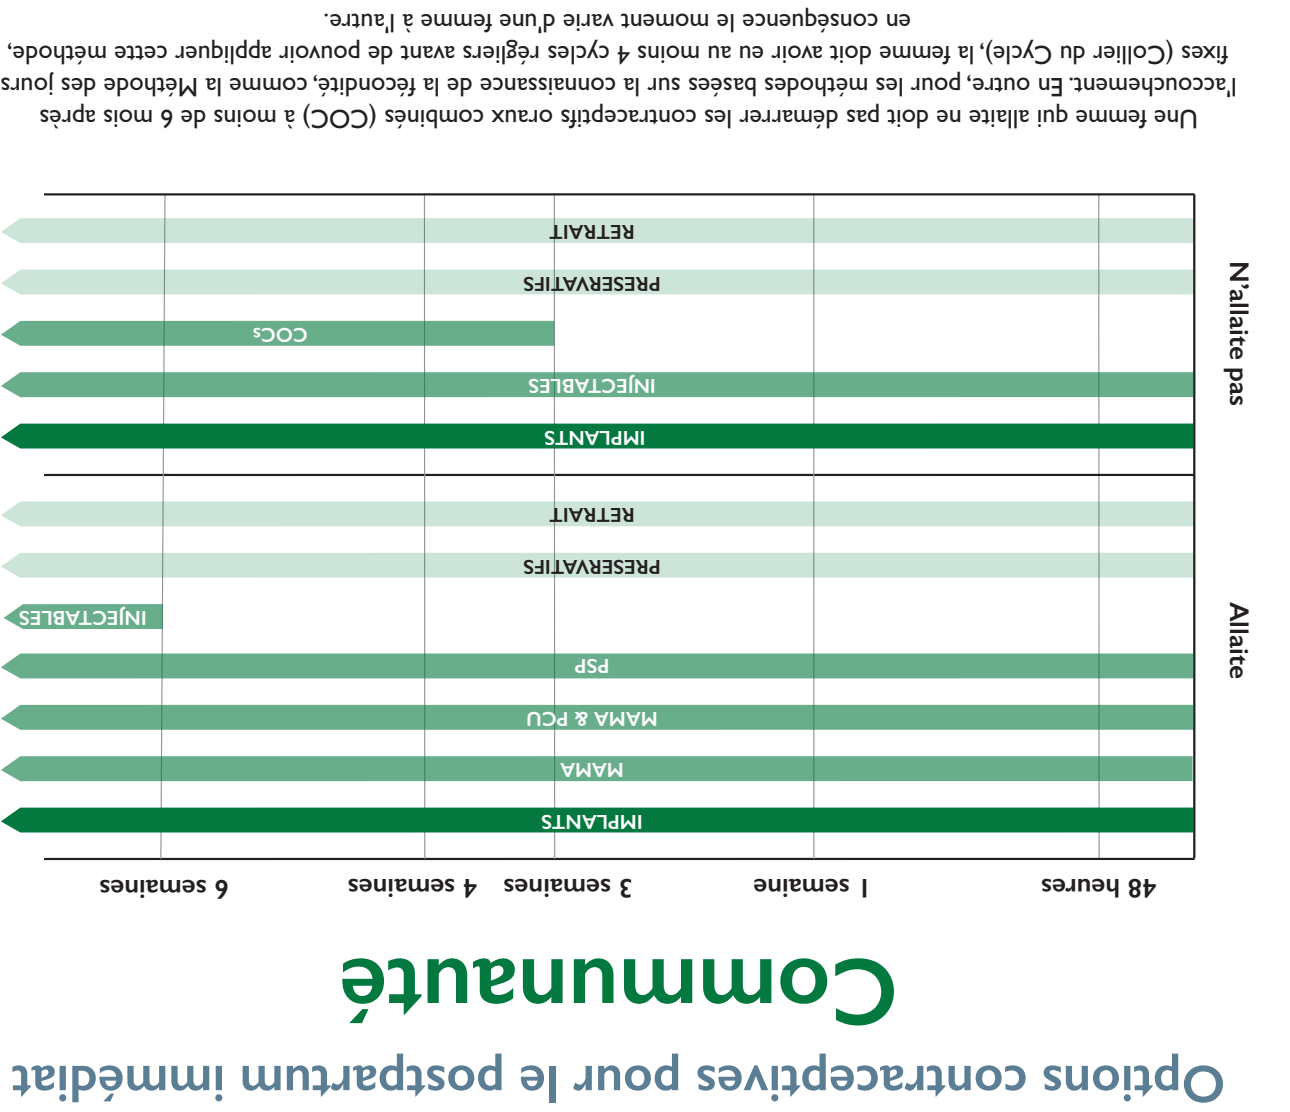 Options contraceptives pour le postpartum immédiat
Communauté
48 heures
1 semaine
3 semaines
4 semaines
6 semaines
Allaite
IMPLANTS
MAMA
MAMA & PCU
PSP
INJECTABLES
PRESERVATIFS
RETRAIT
N'allaite pas
IMPLANTS
INJECTABLES
COCs
PRESERVATIFS
RETRAIT
Une femme qui allaite ne doit pas démarrer les contraceptifs oraux combinés (COC) à moins de 6 mois après
l'accouchement. En outre, pour les méthodes basées sur la connaissance de la fécondité, comme la Méthode des jours
fixes (Collier du Cycle), la femme doit avoir eu au moins 4 cycles régliers avant de pouvoir appliquer cette méthode,
en conséquence le moment varie d'une femme à l'autre.